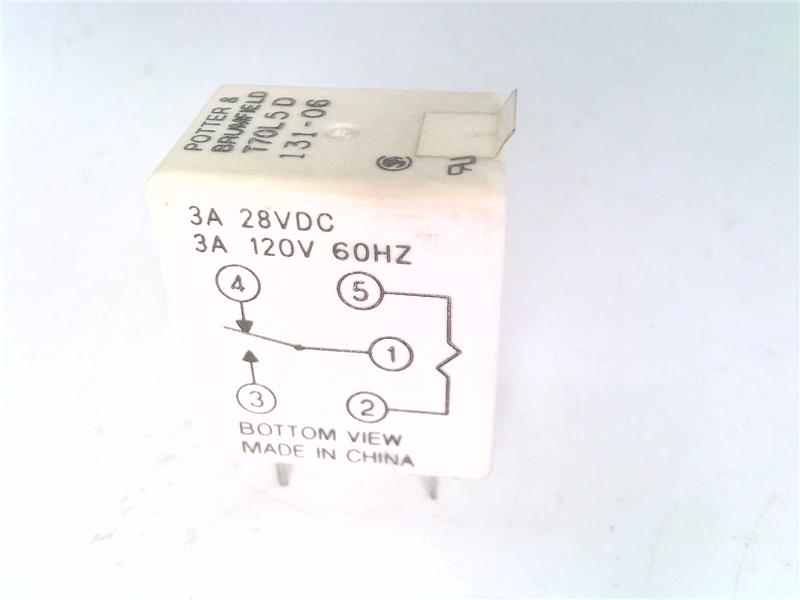 POTTER &
BRUMFIELD
T70L5D
131-06
3A 28VDC
3A 120V 60HZ
4
5
1
3
2
BOTTOM VIEW
MADE IN CHINA